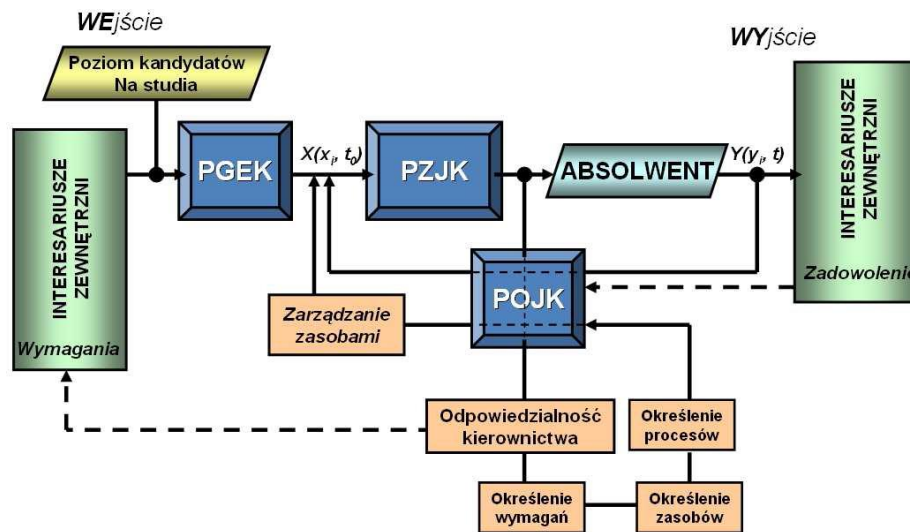 WEjście
WYjście
Poziom kandydatów
Na studia
INTERESARIUSZE
ZEWNĘTRZNI
Wymagania
PGEK
X(xᵢ, t₀)
PZJK
ABSOLWENT
Y(yᵢ, t)
INTERESARIUSZE
ZEWNĘTRZNI
Zadowolenie
POJK
Zarządzanie
zasobami
Odpowiedzialność
kierownictwa
Określenie
procesów
Określenie
wymagań
Określenie
zasobów